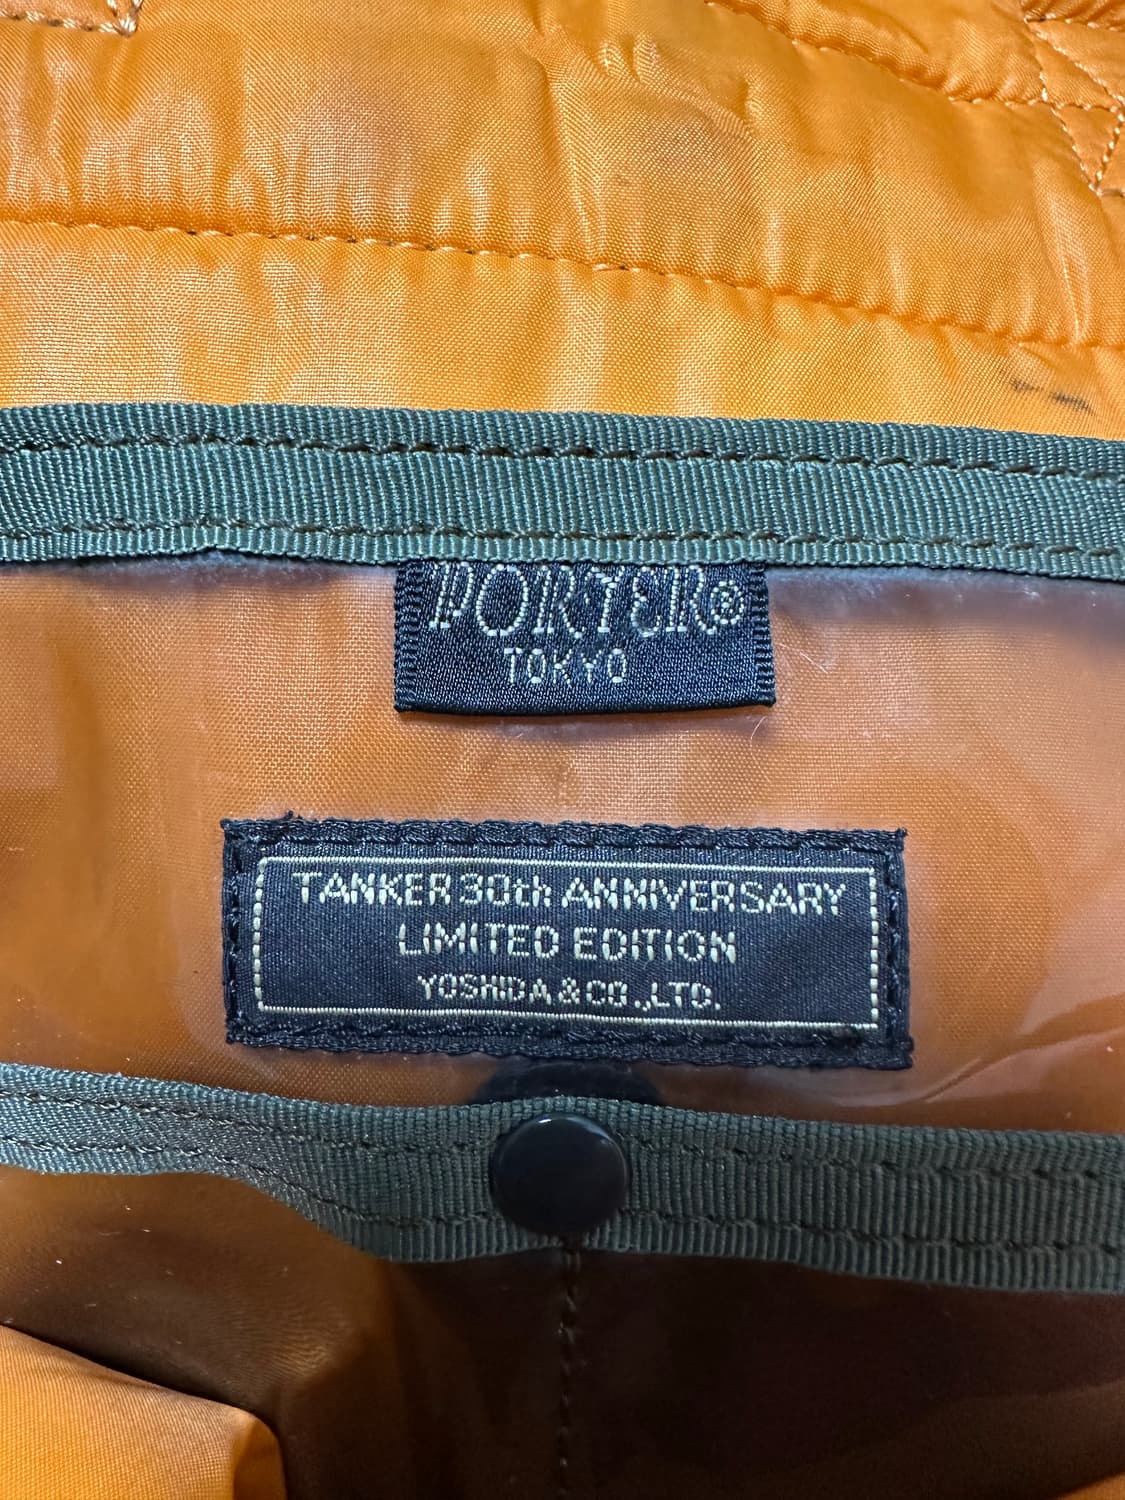 PORTER®
TOKYO
TANKER 30th ANNIVERSARY
LIMITED EDITION
YOSHIDA & CO.,LTD.